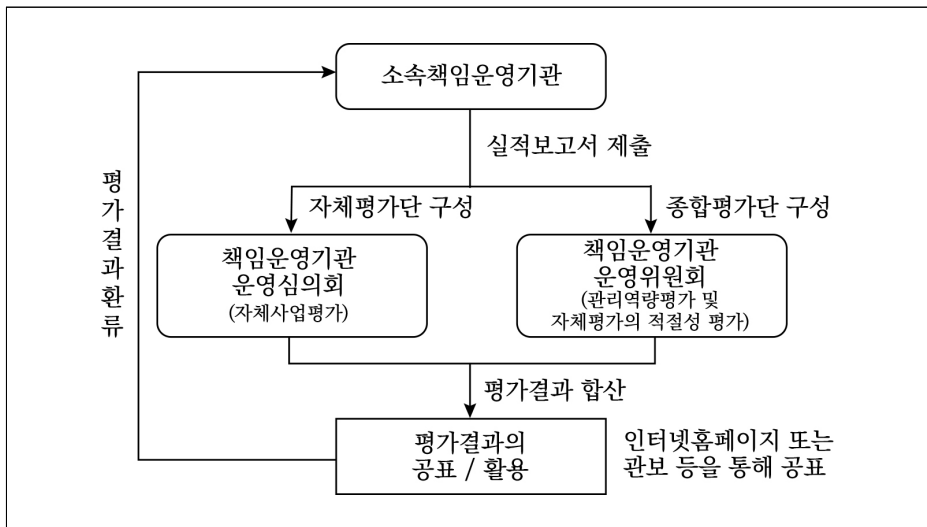 소속책임운영기관
실적보고서 제출
자체평가단 구성
종합평가단 구성
책임운영기관
운영심의회
(자체사업평가)
책임운영기관
운영위원회
(관리역량평가 및
자체평가의 적절성 평가)
평가결과환류
평가결과 합산
평가결과의
공표 / 활용
인터넷홈페이지 또는
관보 등을 통해 공표